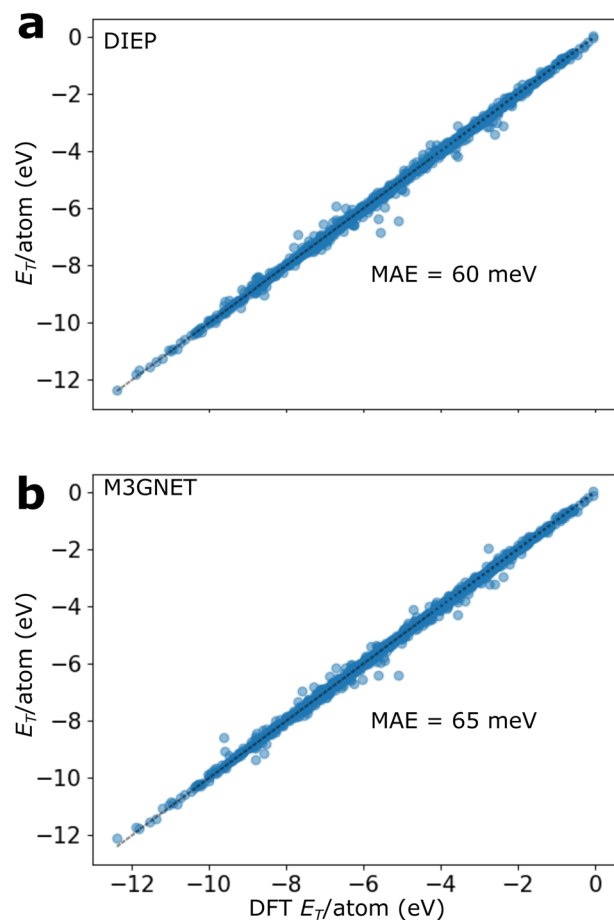 a
DIEP
0
−2
−4
−6
−8
−10
−12
E_T/atom (eV)
MAE = 60 meV
b
M3GNET
0
−2
−4
−6
−8
−10
−12
E_T/atom (eV)
MAE = 65 meV
−12 −10 −8 −6 −4 −2 0
DFT E_T/atom (eV)